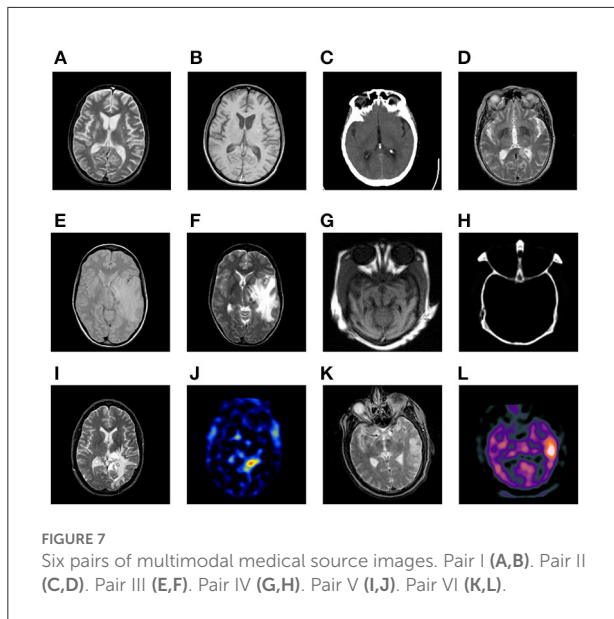 A B C D
E F G H
I J K L
FIGURE 7
Six pairs of multimodal medical source images. Pair I (A,B). Pair II
(C,D). Pair III (E,F). Pair IV (G,H). Pair V (I,J). Pair VI (K,L).